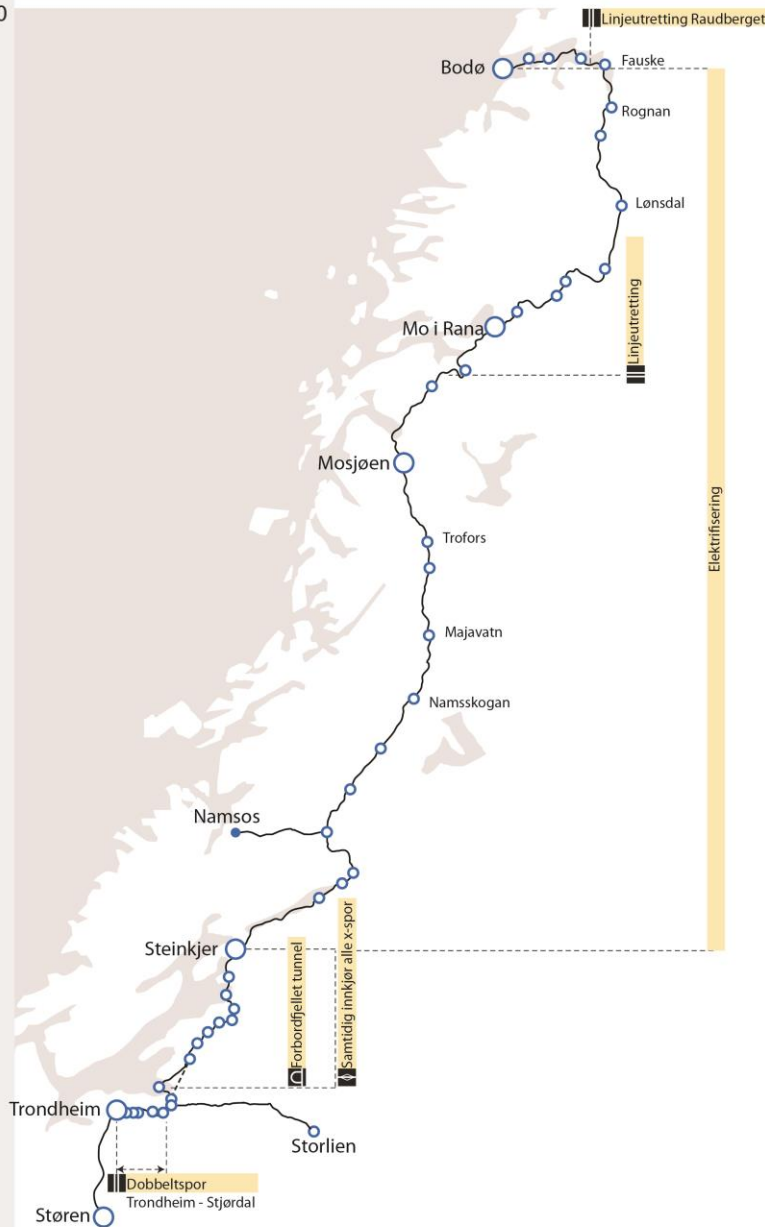 0
Linjeutretting Raudberget
Bodø
Fauske
Rognan
Lønsdal
Linjeutretting
Mo i Rana
Mosjøen
Elektrifisering
Trofors
Majavatn
Namsskogan
Namsos
Steinkjer
Forbordfjellet tunnel
Samtidig innkjør alle x-spor
Trondheim
Storlien
Dobbeltspor
Trondheim - Stjørdal
Støren